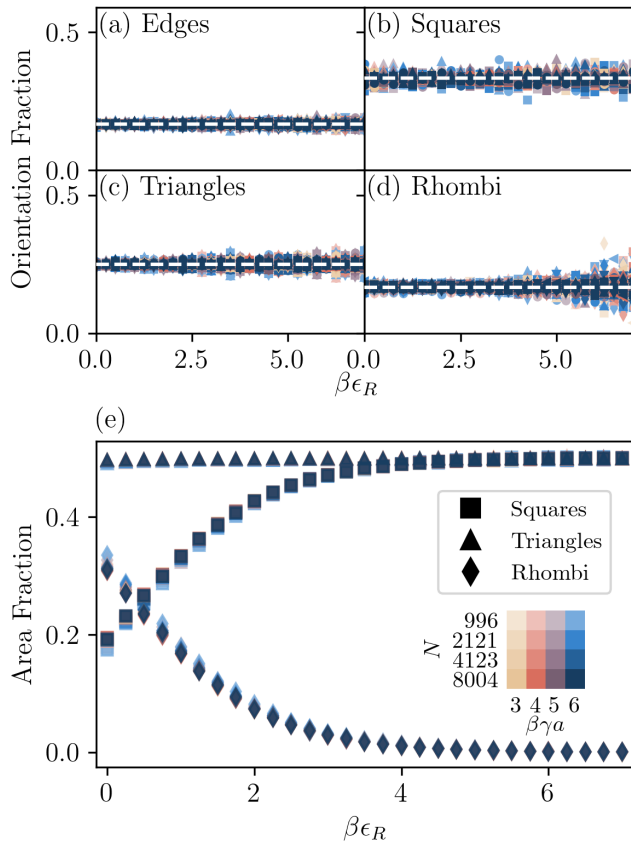 (a) Edges
(b) Squares
0.5
0.0
(c) Triangles
(d) Rhombi
0.5
0.0
Orientation Fraction
0.0 2.5 5.0 0.0 2.5 5.0
βϵ_R
(e)
0.4
0.2
0.0
Area Fraction
Squares
Triangles
Rhombi
996
2121
4123
8004
N
3 4 5 6
βγa
0 2 4 6
βϵ_R